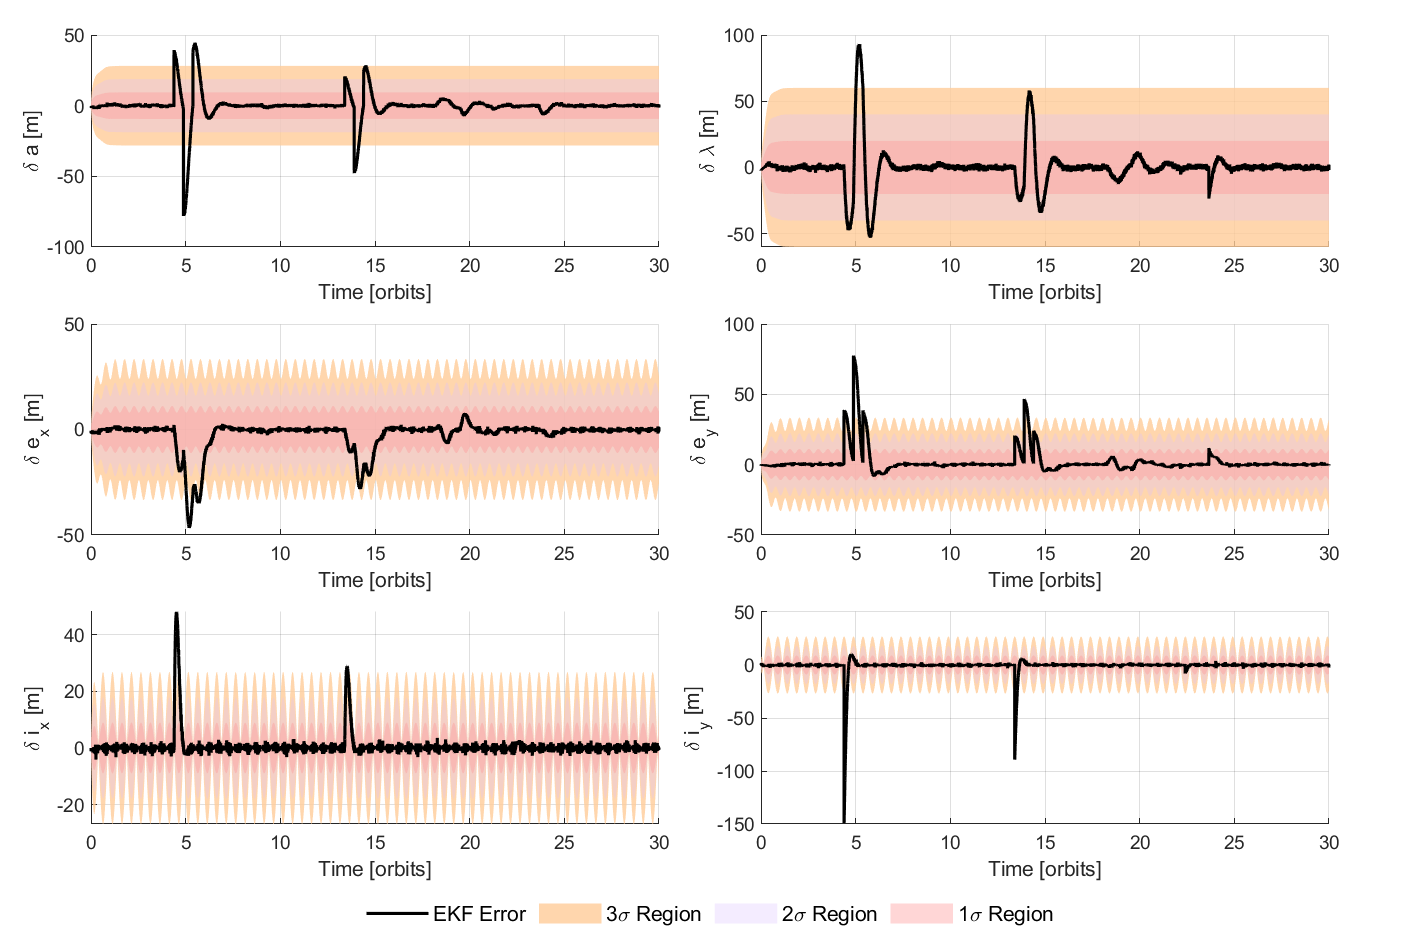 50
0
-50
-100
δ a [m]
0 5 10 15 20 25 30
Time [orbits]
100
50
0
-50
δ λ [m]
0 5 10 15 20 25 30
Time [orbits]
50
0
-50
δ e_x [m]
0 5 10 15 20 25 30
Time [orbits]
100
50
0
-50
δ e_y [m]
0 5 10 15 20 25 30
Time [orbits]
40
20
0
-20
δ i_x [m]
0 5 10 15 20 25 30
Time [orbits]
50
0
-50
-100
-150
δ i_y [m]
0 5 10 15 20 25 30
Time [orbits]
EKF Error 3σ Region 2σ Region 1σ Region